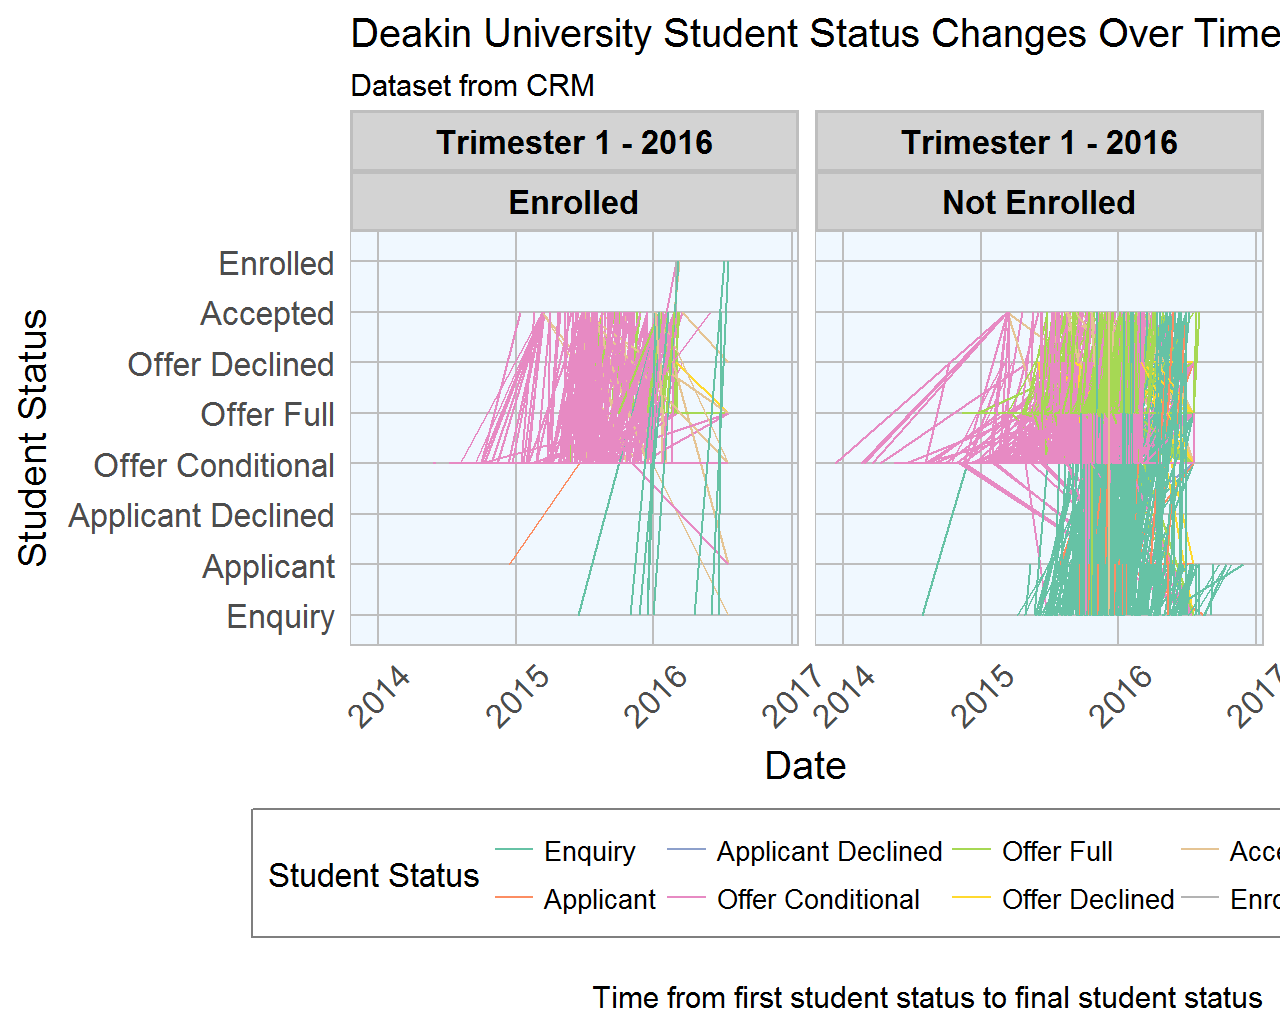 Deakin University Student Status Changes Over Time
Dataset from CRM
Trimester 1 - 2016
Trimester 1 - 2016
Enrolled
Not Enrolled
Student Status
Enrolled
Accepted
Offer Declined
Offer Full
Offer Conditional
Applicant Declined
Applicant
Enquiry
2014
2015
2016
2017
2014
2015
2016
2017
Date
Student Status
Enquiry
Applicant Declined
Offer Full
Acce
Applicant
Offer Conditional
Offer Declined
Enro
Time from first student status to final student status